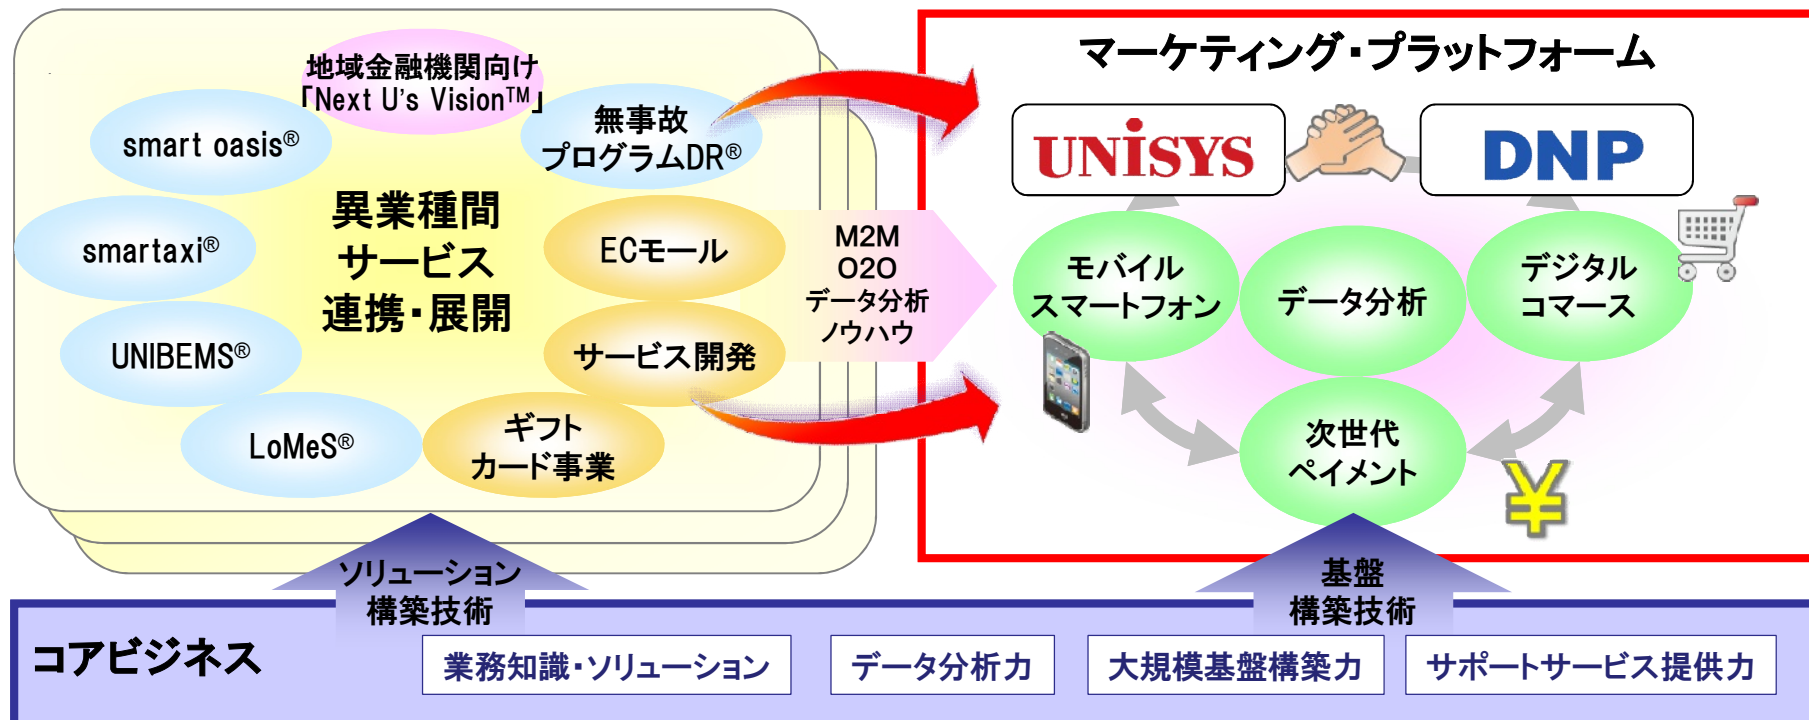 地域金融機関向け
「Next U's Vision™」
smart oasis®
無事故
プログラムDR®
異業種間
サービス
連携・展開
smartaxi®
ECモール
UNIBEMS®
サービス開発
LoMeS®
ギフト
カード事業
M2M
O2O
データ分析
ノウハウ
マーケティング・プラットフォーム
UNiSYS
DNP
モバイル
スマートフォン
データ分析
デジタル
コマース
次世代
ペイメント
¥
ソリューション
構築技術
基盤
構築技術
コアビジネス
業務知識・ソリューション
データ分析力
大規模基盤構築力
サポートサービス提供力